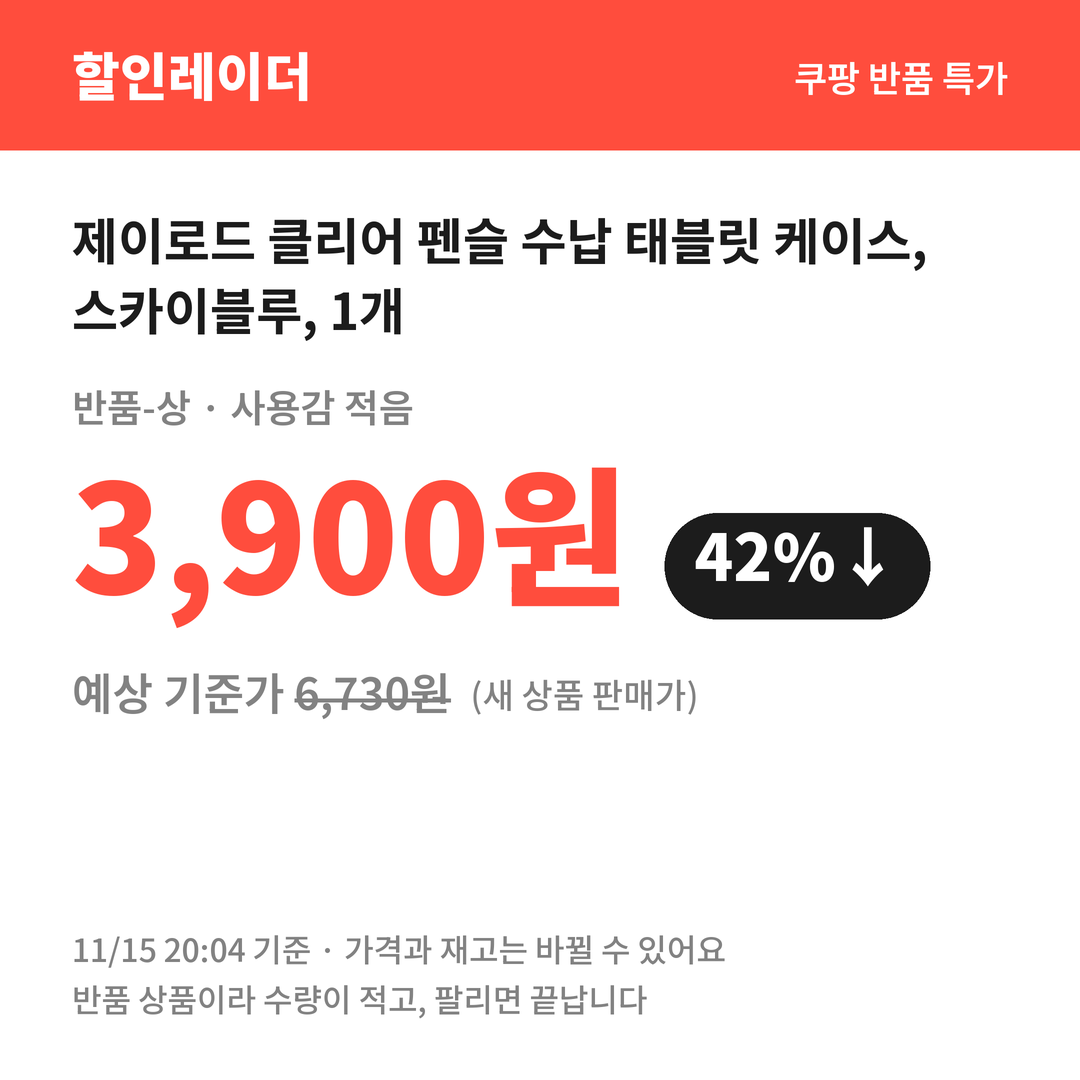 할인레이더
쿠팡 반품 특가
제이로드 클리어 펜슬 수납 태블릿 케이스,
스카이블루, 1개
반품-상 · 사용감 적음
3,900원 42%↓
예상 기준가 6,730원 (새 상품 판매가)
11/15 20:04 기준 · 가격과 재고는 바뀔 수 있어요
반품 상품이라 수량이 적고, 팔리면 끝납니다